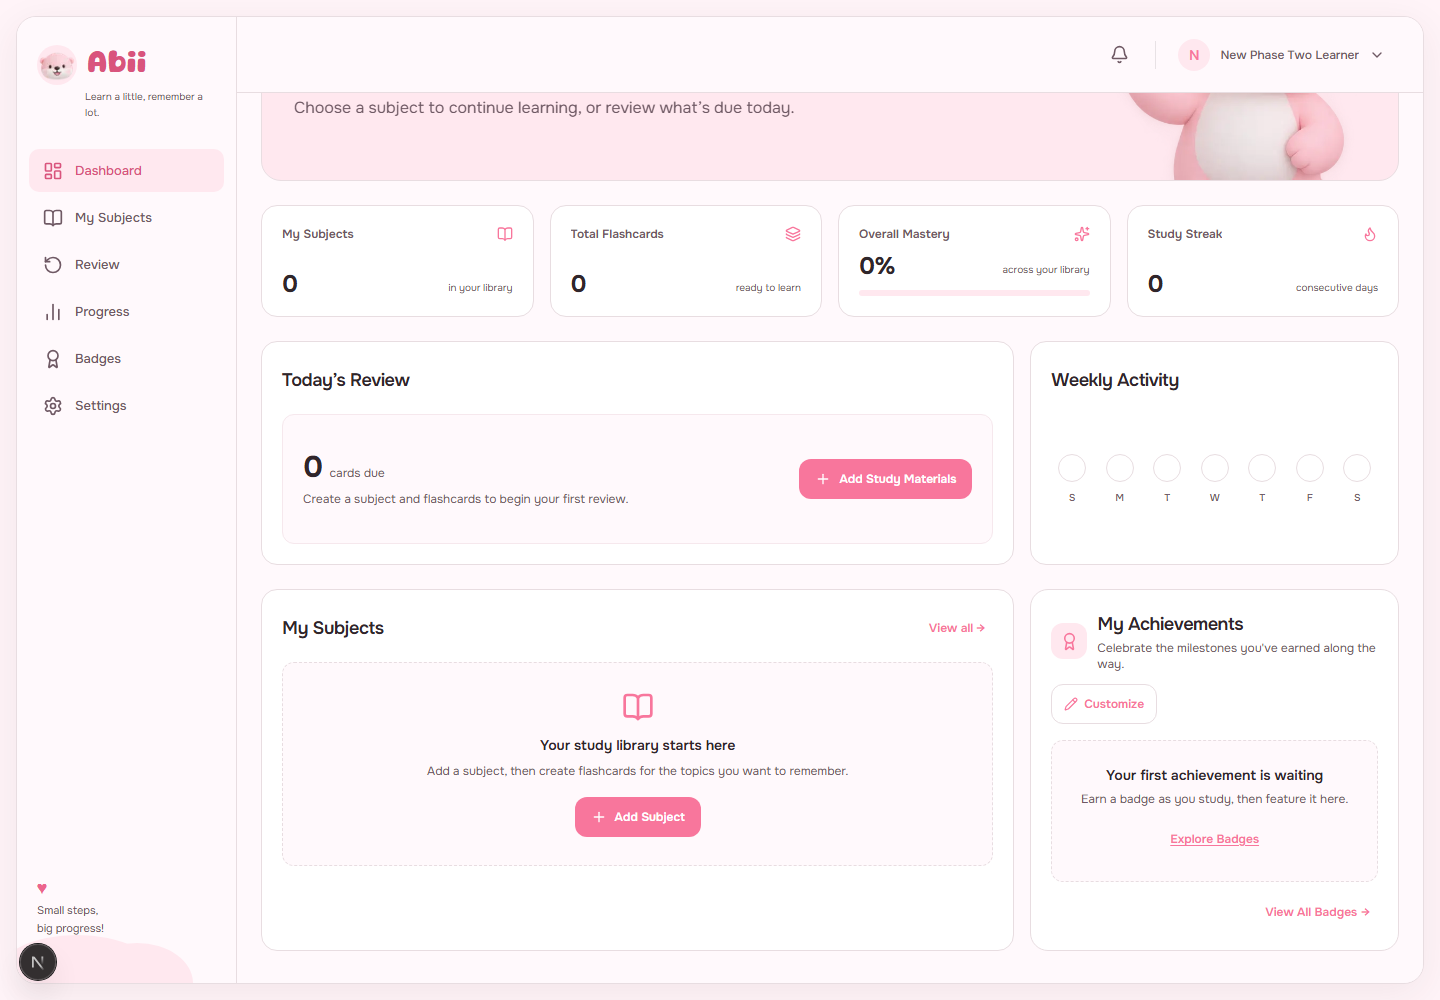 Abii
Learn a little, remember a
lot.
Dashboard
My Subjects
Review
Progress
Badges
Settings
♥
Small steps,
big progress!
N
N
New Phase Two Learner
Choose a subject to continue learning, or review what’s due today.
My Subjects
0
in your library
Total Flashcards
0
ready to learn
Overall Mastery
0%
across your library
Study Streak
0
consecutive days
Today’s Review
0 cards due
Create a subject and flashcards to begin your first review.
+ Add Study Materials
Weekly Activity
S M T W T F S
My Subjects
View all →
Your study library starts here
Add a subject, then create flashcards for the topics you want to remember.
+ Add Subject
My Achievements
Celebrate the milestones you've earned along the
way.
Customize
Your first achievement is waiting
Earn a badge as you study, then feature it here.
Explore Badges
View All Badges →